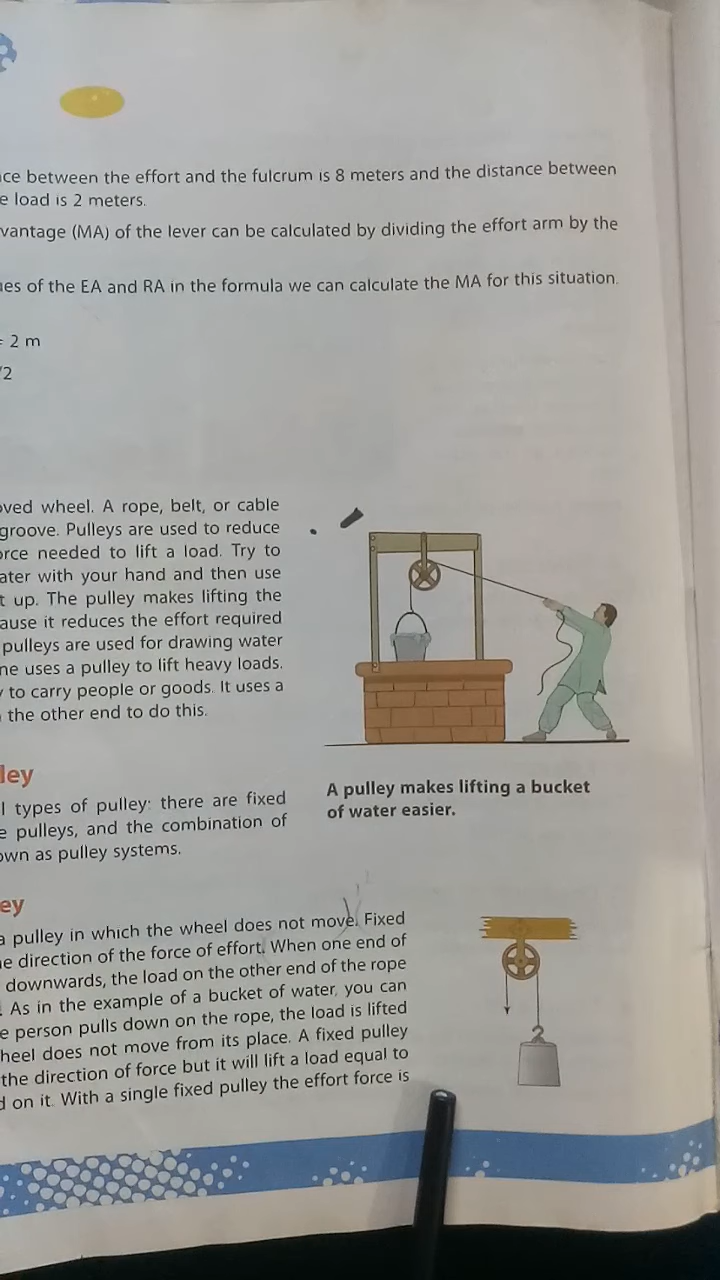 ce between the effort and the fulcrum is 8 meters and the distance between
e load is 2 meters.
vantage (MA) of the lever can be calculated by dividing the effort arm by the
es of the EA and RA in the formula we can calculate the MA for this situation.
= 2 m
/2
ved wheel. A rope, belt, or cable
groove. Pulleys are used to reduce
rce needed to lift a load. Try to
ater with your hand and then use
t up. The pulley makes lifting the
ause it reduces the effort required
pulleys are used for drawing water
ne uses a pulley to lift heavy loads.
to carry people or goods. It uses a
the other end to do this.
ley
l types of pulley: there are fixed
e pulleys, and the combination of
own as pulley systems.
A pulley makes lifting a bucket
of water easier.
ey
a pulley in which the wheel does not move. Fixed
e direction of the force of effort. When one end of
downwards, the load on the other end of the rope
. As in the example of a bucket of water, you can
e person pulls down on the rope, the load is lifted
heel does not move from its place. A fixed pulley
the direction of force but it will lift a load equal to
d on it. With a single fixed pulley the effort force is